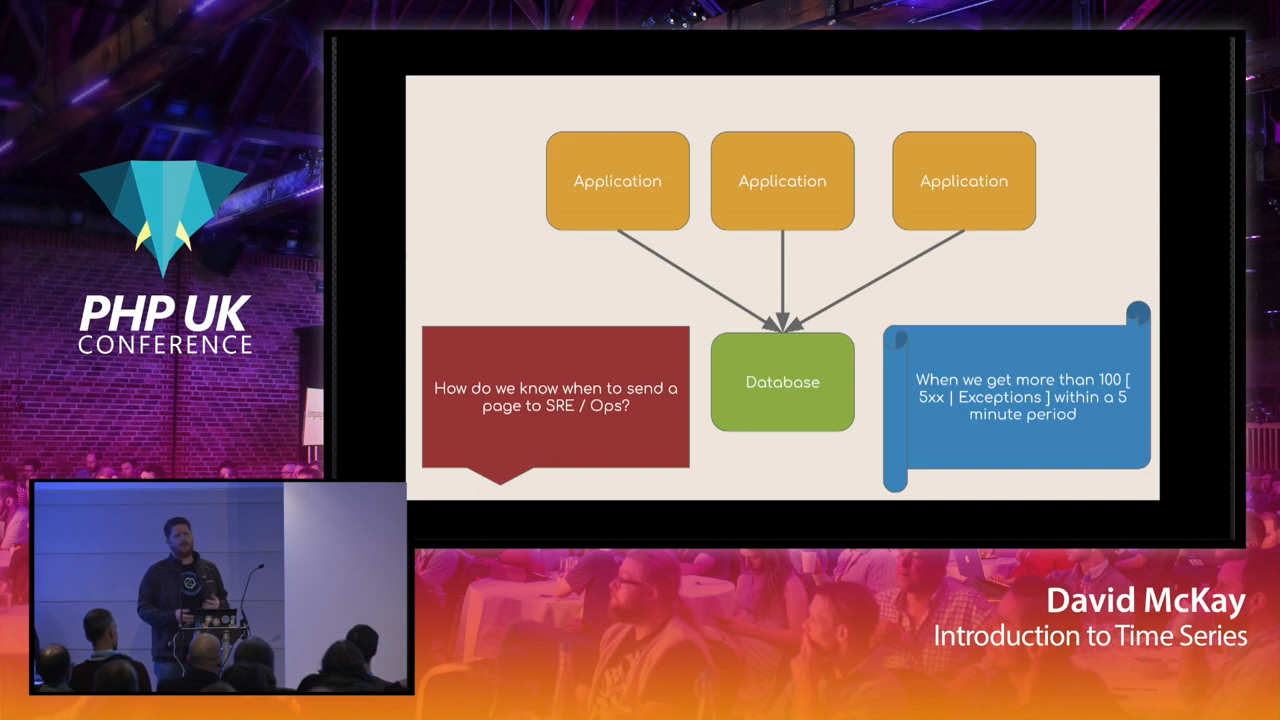 PHP UK
CONFERENCE
Application
Application
Application
How do we know when to send a
page to SRE / Ops?
Database
When we get more than 100 [
5xx | Exceptions ] within a 5
minute period
David McKay
Introduction to Time Series